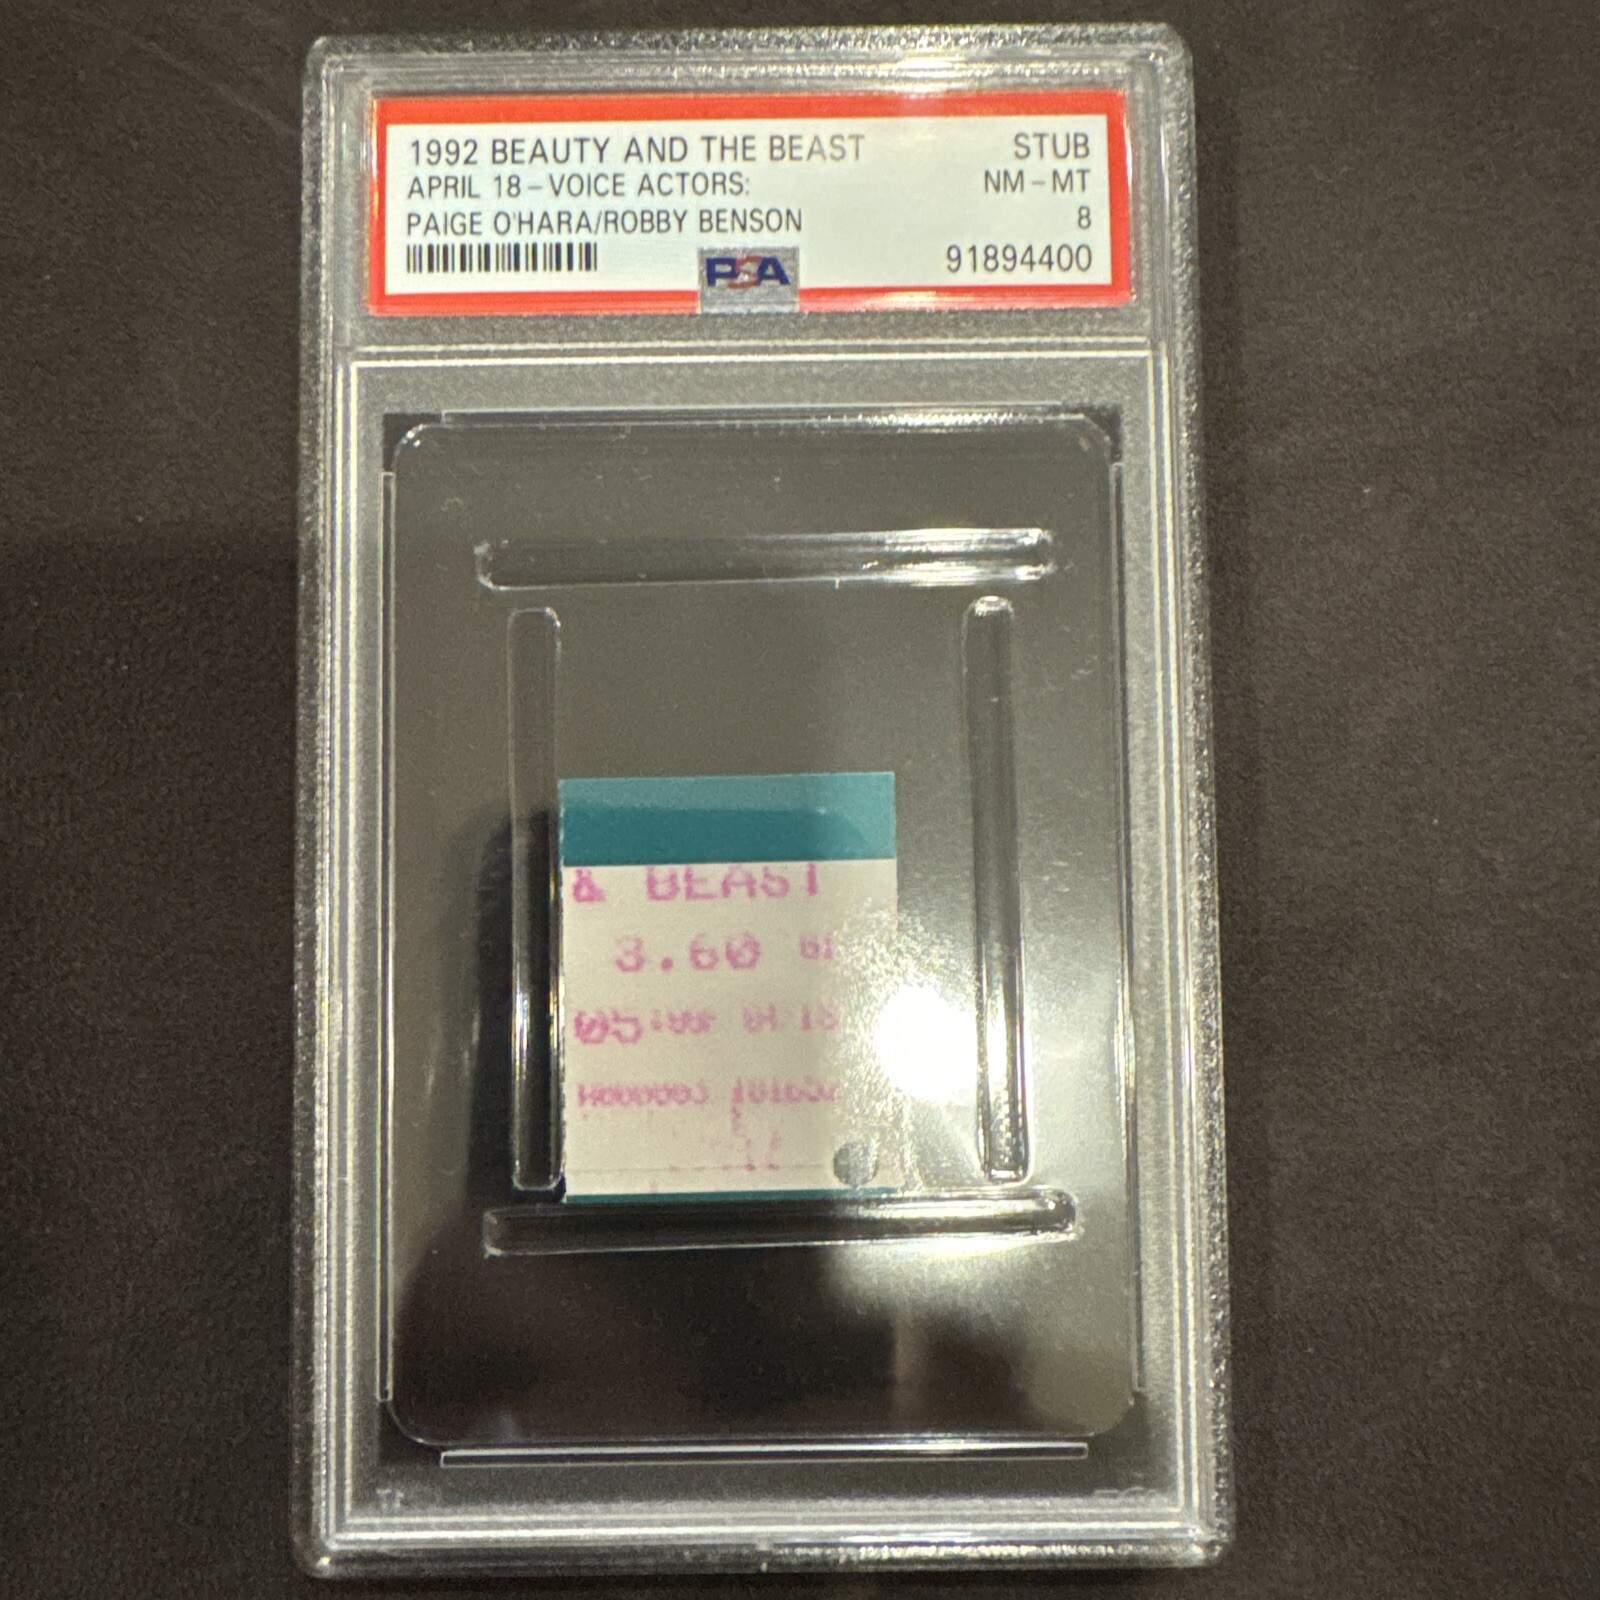 1992 BEAUTY AND THE BEAST STUB
APRIL 18 - VOICE ACTORS: NM - MT
PAIGE O'HARA/ROBBY BENSON 8
PSA 91894400
& BEAST
3.60